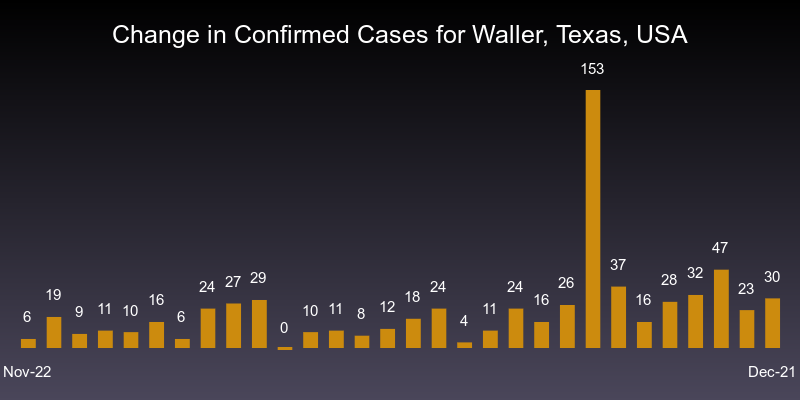 Change in Confirmed Cases for Waller, Texas, USA
6 19 9 11 10 16 6 24 27 29 0 10 11 8 12 18 24 4 11 24 16 26 153 37 16 28 32 47 23 30
Nov-22 Dec-21